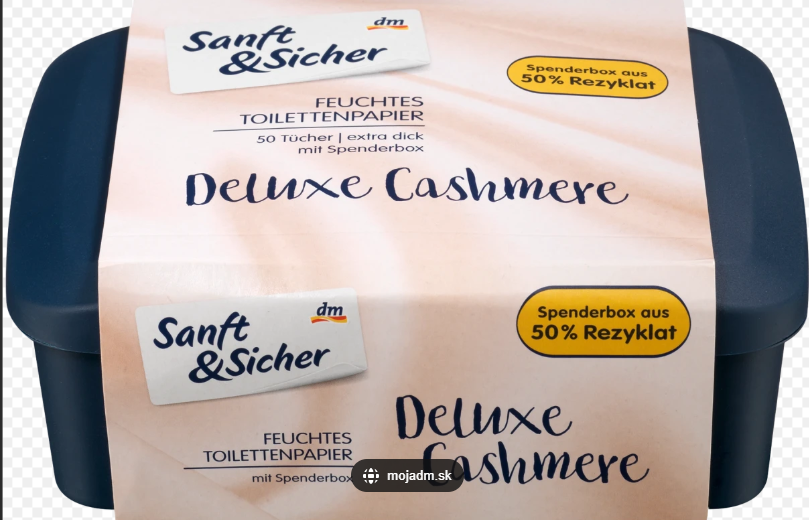 Sanft
&Sicher
dm
Spenderbox aus
50% Rezyklat
FEUCHTES
TOILETTENPAPIER
50 Tücher | extra dick
mit Spenderbox
Deluxe Cashmere
Sanft
&Sicher
dm
Spenderbox aus
50% Rezyklat
Deluxe
Cashmere
FEUCHTES
TOILETTENPAPIER
mit Spenderbox
mojadm.sk